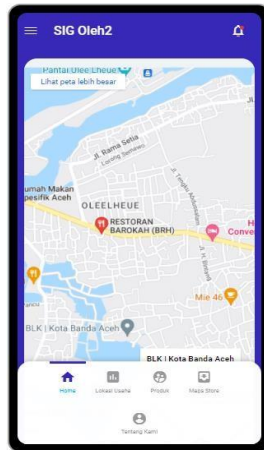 SIG Oleh2
Pantai Ulee Lheue
Lihat peta lebih besar
Jl. Rama Setia
Lorong
umah Makan
pesifik Aceh
OLEELHEUE
RESTORAN
BAROKAH (BRH)
H
Conve
Mie 46
BLK | Kota Banda Aceh
BLK | Kota Banda Aceh
Home
Lokasi Usaha
Produk
Maps Store
Tentang Kami